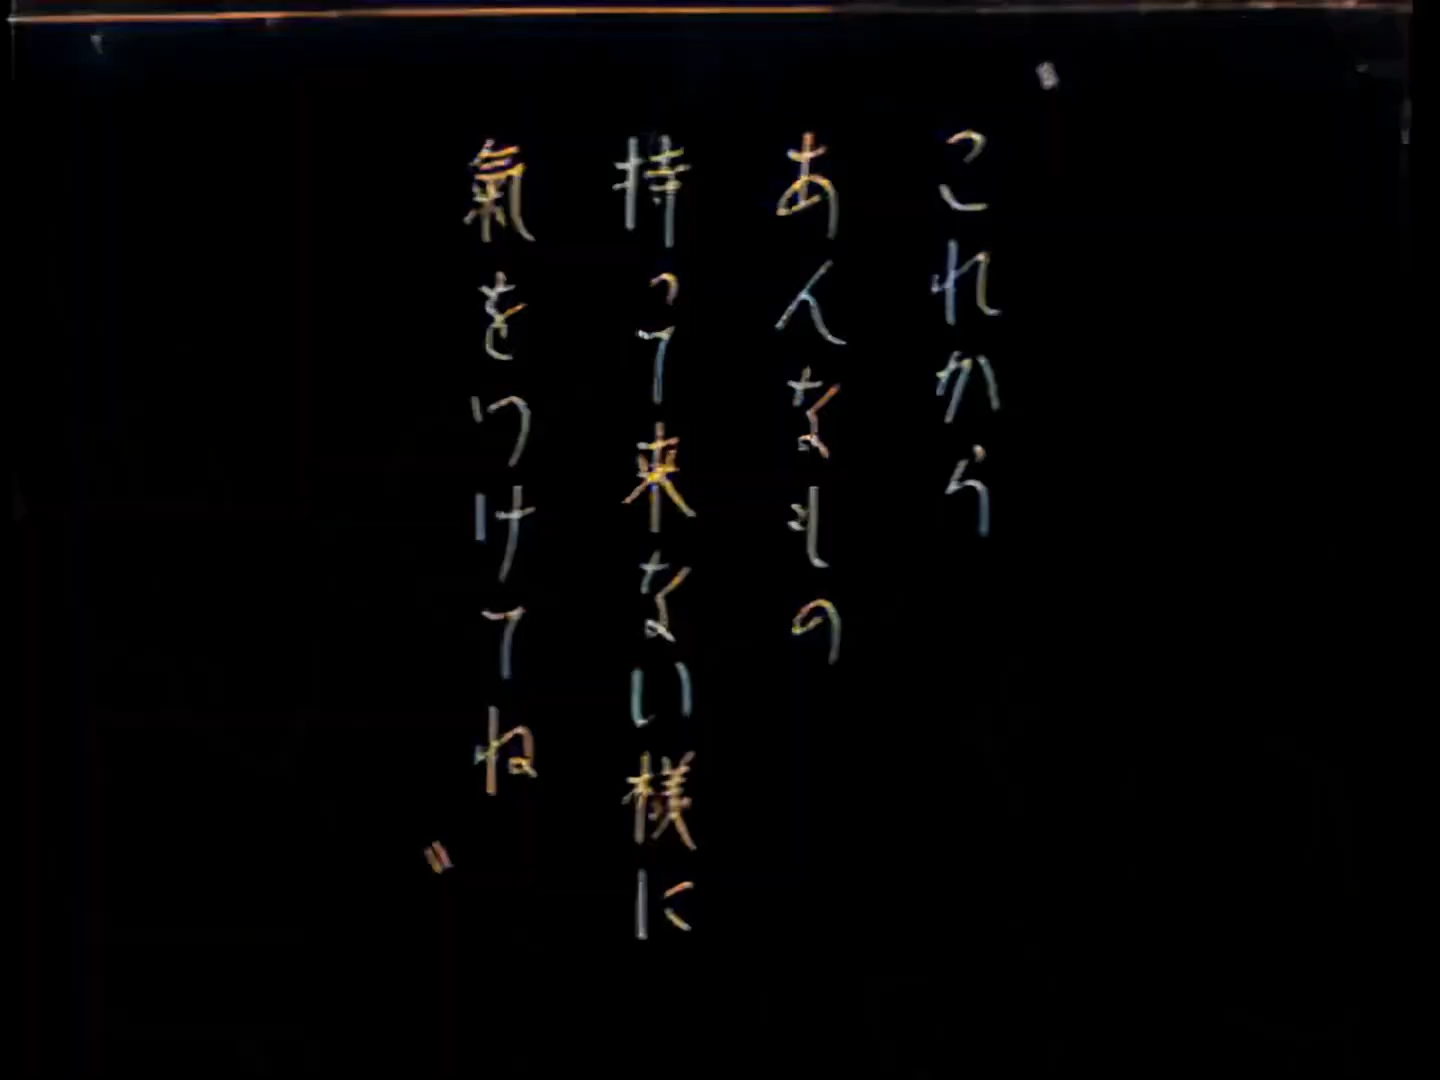 〝これから
あんなもの
持って来ない様に
氣をつけてね〟